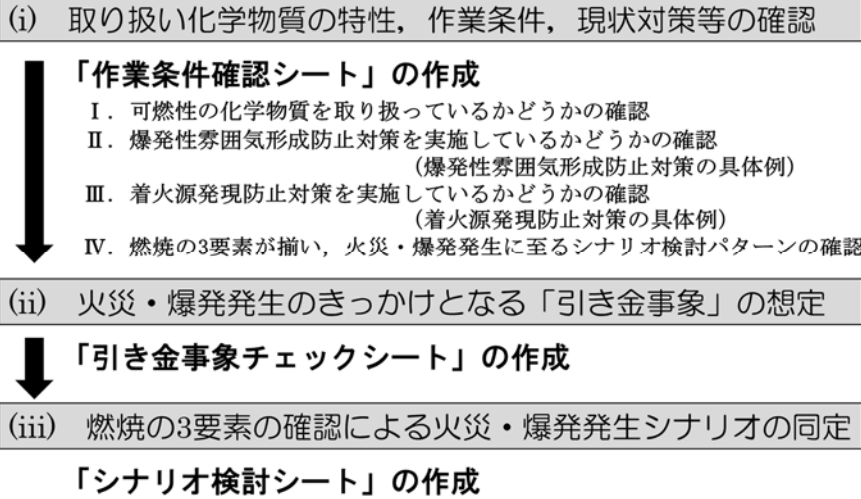 (i) 取り扱い化学物質の特性，作業条件，現状対策等の確認
「作業条件確認シート」の作成
Ⅰ．可燃性の化学物質を取り扱っているかどうかの確認
Ⅱ．爆発性雰囲気形成防止対策を実施しているかどうかの確認
（爆発性雰囲気形成防止対策の具体例）
Ⅲ．着火源発現防止対策を実施しているかどうかの確認
（着火源発現防止対策の具体例）
Ⅳ．燃焼の3要素が揃い，火災・爆発発生に至るシナリオ検討パターンの確認
(ii) 火災・爆発発生のきっかけとなる「引き金事象」の想定
「引き金事象チェックシート」の作成
(iii) 燃焼の3要素の確認による火災・爆発発生シナリオの同定
「シナリオ検討シート」の作成